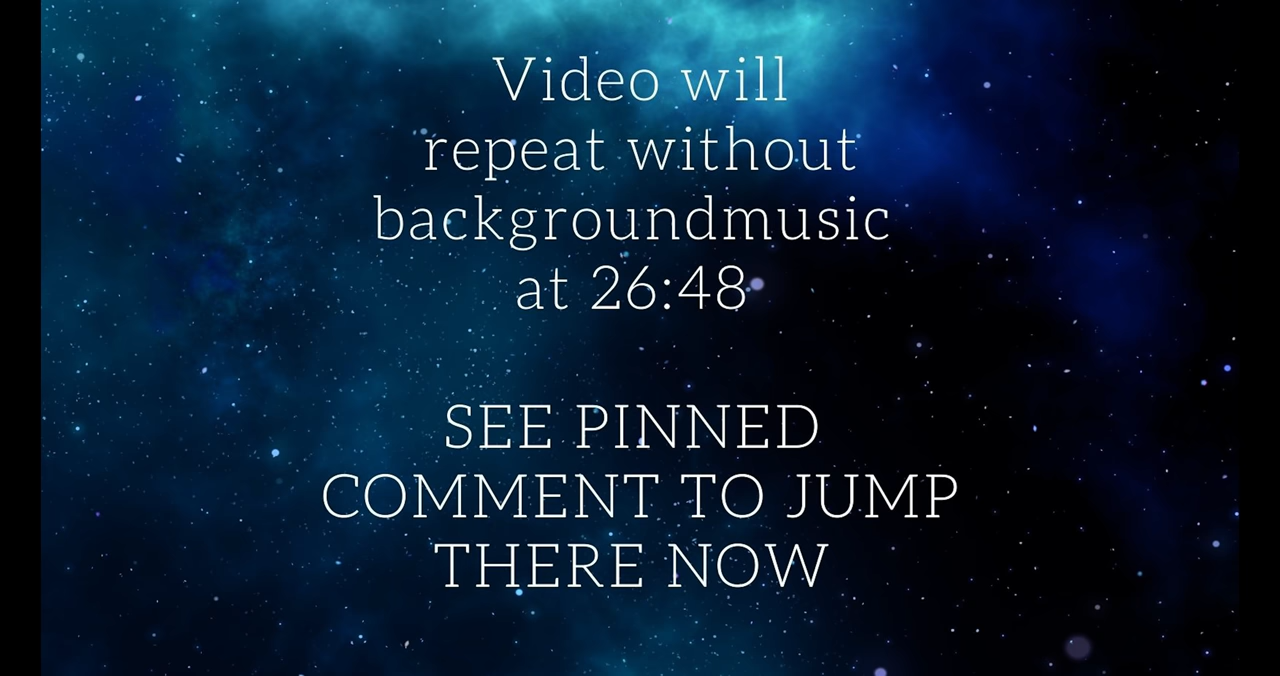 Video will
repeat without
backgroundmusic
at 26:48
SEE PINNED
COMMENT TO JUMP
THERE NOW